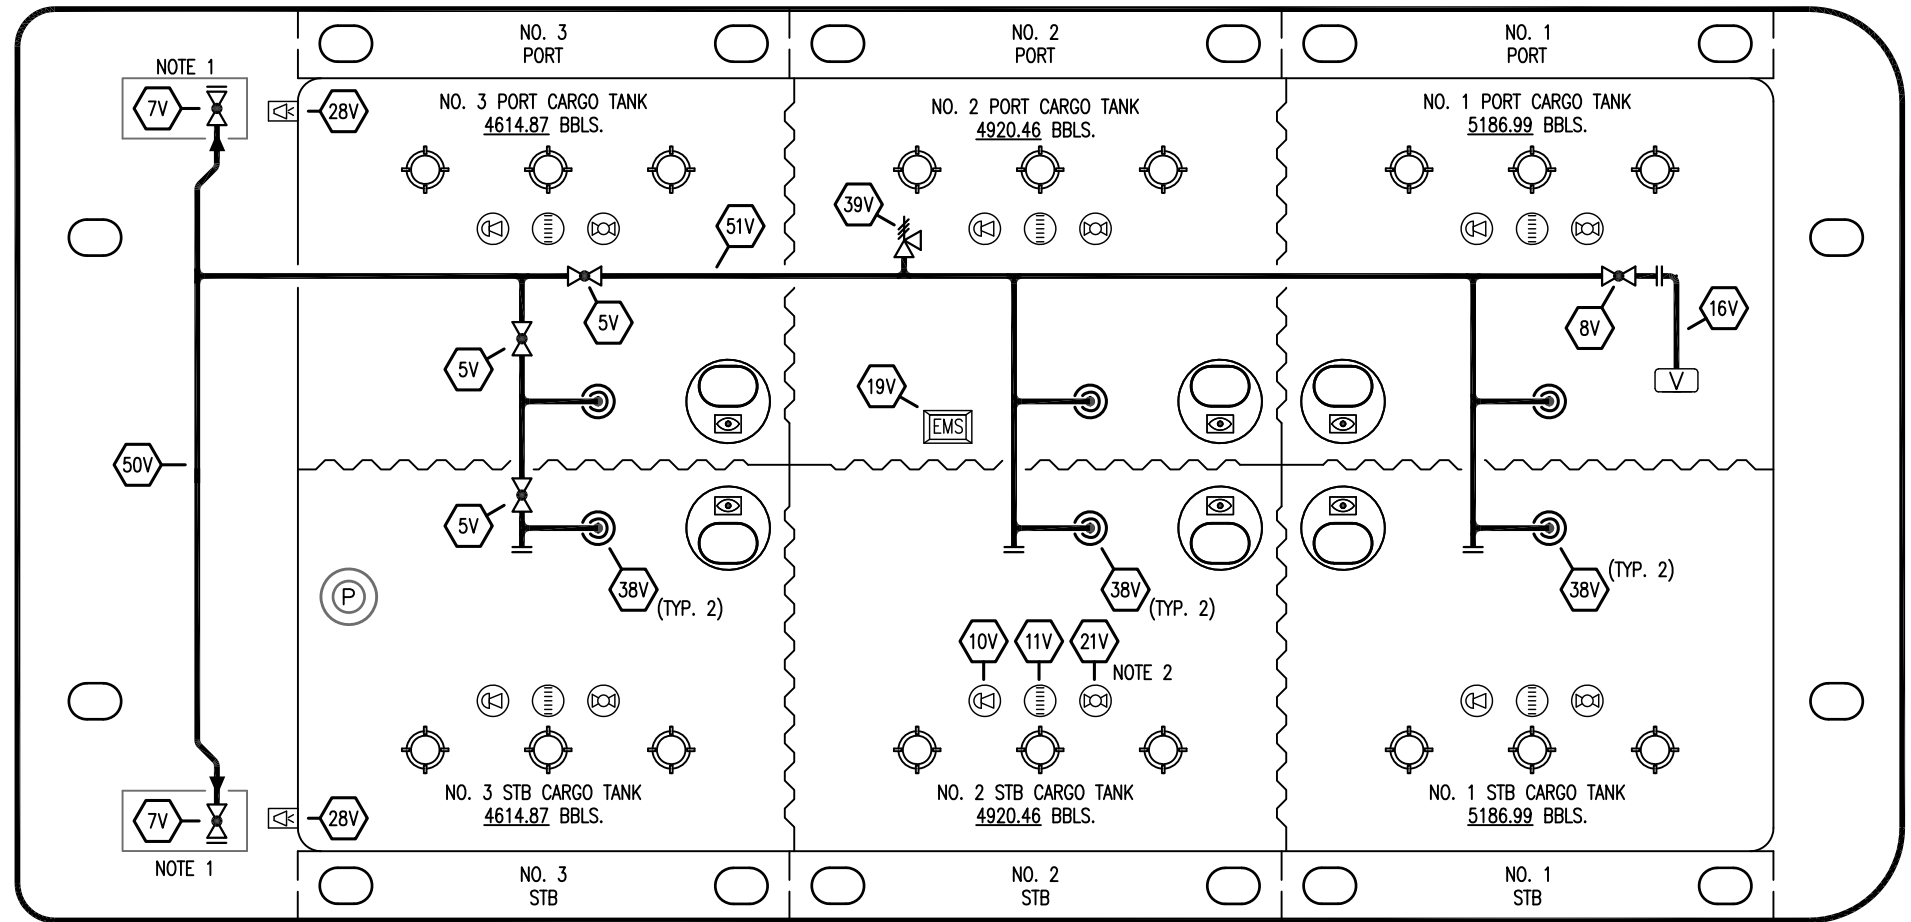 NO. 3
PORT
NO. 2
PORT
NO. 1
PORT
NOTE 1
7V
28V
NO. 3 PORT CARGO TANK
4614.87 BBLS.
NO. 2 PORT CARGO TANK
4920.46 BBLS.
NO. 1 PORT CARGO TANK
5186.99 BBLS.
51V
39V
5V
8V
16V
5V
V
19V
EMS
50V
5V
P
38V
(TYP. 2)
38V
(TYP. 2)
38V
(TYP. 2)
10V
11V
21V
NOTE 2
NO. 3 STB CARGO TANK
4614.87 BBLS.
NO. 2 STB CARGO TANK
4920.46 BBLS.
NO. 1 STB CARGO TANK
5186.99 BBLS.
7V
28V
NOTE 1
NO. 3
STB
NO. 2
STB
NO. 1
STB